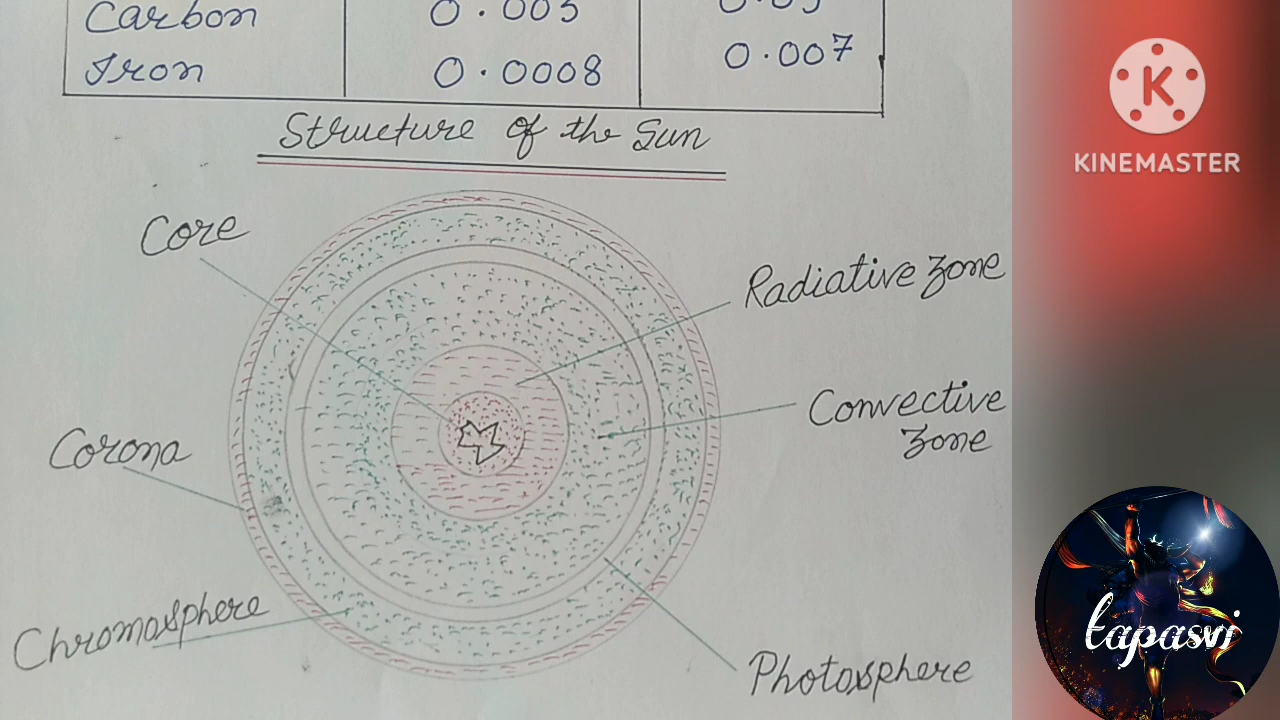 Carbon 0.003
Iron 0.0008 0.007
Structure of the Sun
Core
Radiative zone
Convective
zone
Corona
Chromosphere
Photosphere
K
KINEMASTER
tapasvi